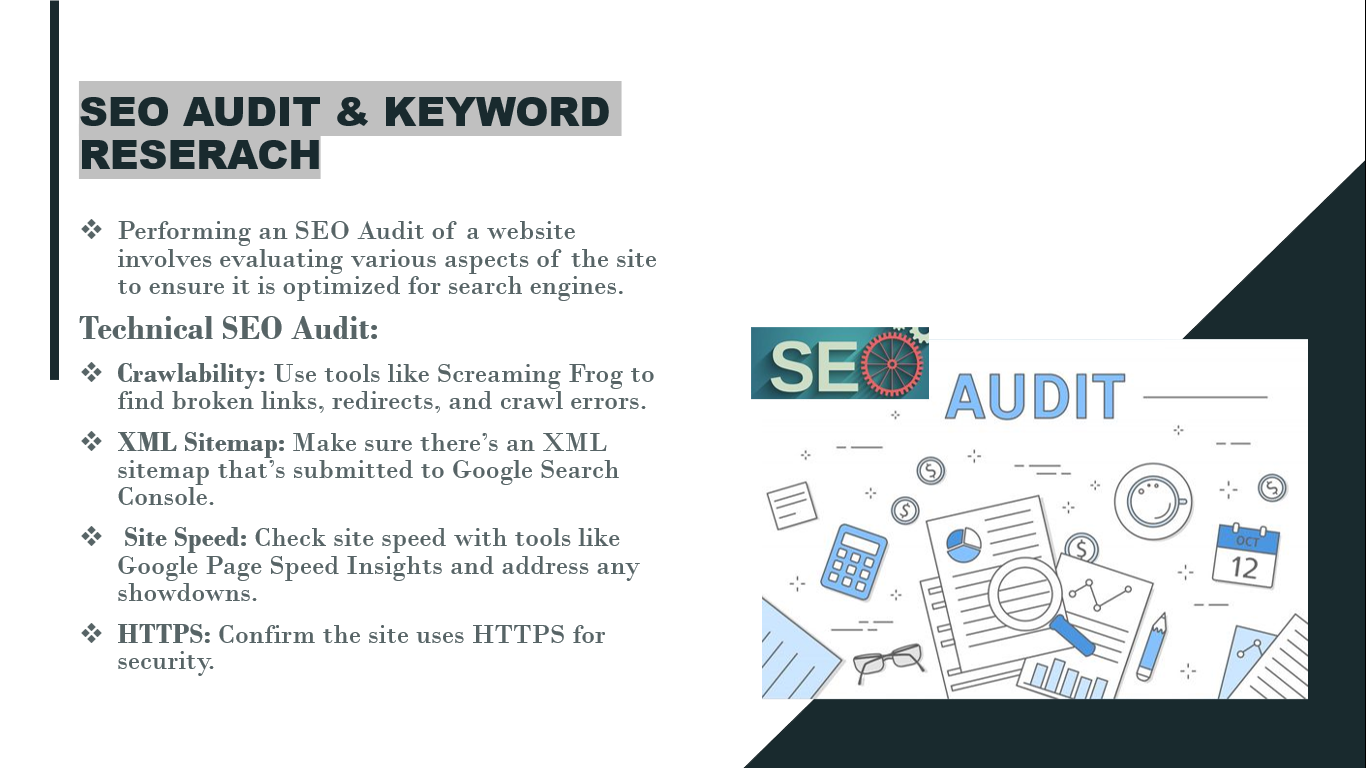 SEO AUDIT & KEYWORD
RESERACH
❖ Performing an SEO Audit of a website
involves evaluating various aspects of the site
to ensure it is optimized for search engines.
Technical SEO Audit:
❖ Crawlability: Use tools like Screaming Frog to
find broken links, redirects, and crawl errors.
❖ XML Sitemap: Make sure there’s an XML
sitemap that’s submitted to Google Search
Console.
❖ Site Speed: Check site speed with tools like
Google Page Speed Insights and address any
showdowns.
❖ HTTPS: Confirm the site uses HTTPS for
security.
SEO
AUDIT
$
$
$
$
OCT
12